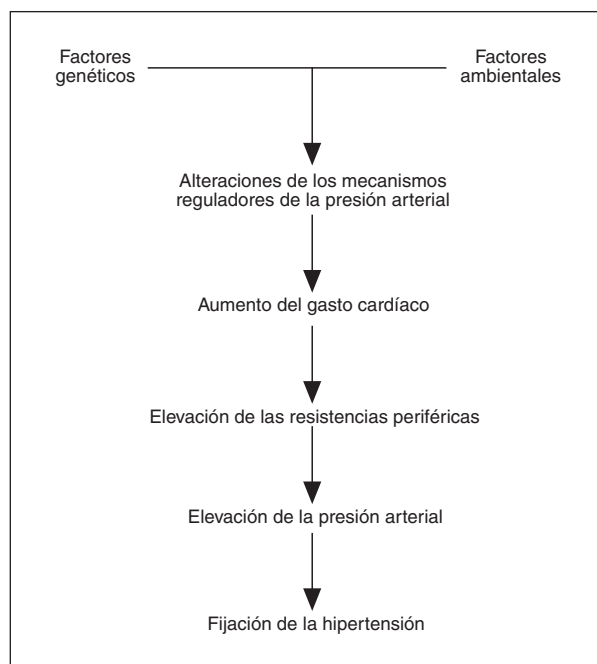 Factores
genéticos
Factores
ambientales
Alteraciones de los mecanismos
reguladores de la presión arterial
Aumento del gasto cardíaco
Elevación de las resistencias periféricas
Elevación de la presión arterial
Fijación de la hipertensión